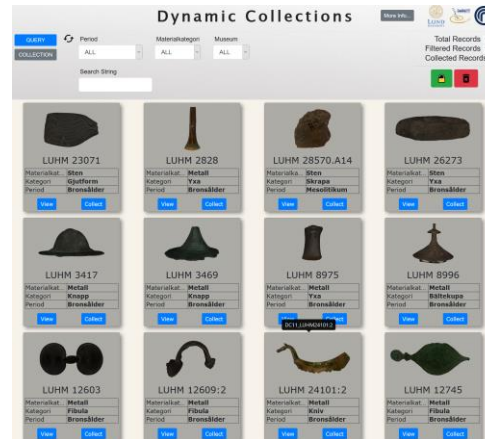 Dynamic Collections
More Info...
LUND
QUERY
COLLECTION
Period
ALL
Materialkategori
ALL
Museum
ALL
Search String
Total Records
Filtered Records
Collected Records
LUHM 23071
Materialkat... Sten
Kategori Gjutform
Period Bronsålder
View Collect
LUHM 2828
Materialkat... Metall
Kategori Yxa
Period Bronsålder
View Collect
LUHM 28570.A14
Materialka... Sten
Kategori Skrapa
Period Mesolitikum
View Collect
LUHM 26273
Materialkat... Sten
Kategori Yxa
Period Bronsålder
View Collect
LUHM 3417
Materialkat... Metall
Kategori Knapp
Period Bronsålder
View Collect
LUHM 3469
Materialkat... Metall
Kategori Knapp
Period Bronsålder
View Collect
LUHM 8975
Materialkat... Metall
Kategori Yxa
Period Bronsålder
View Collect
DC11_LUHM24101:2
LUHM 8996
Materialkat... Metall
Kategori Bältekupa
Period Bronsålder
View Collect
LUHM 12603
Materialkat... Metall
Kategori Fibula
Period Bronsålder
View Collect
LUHM 12609:2
Materialkat... Metall
Kategori Fibula
Period Bronsålder
View Collect
LUHM 24101:2
Materialkat... Metall
Kategori Kniv
Period Bronsålder
View Collect
LUHM 12745
Materialkat... Metall
Kategori Fibula
Period Bronsålder
View Collect